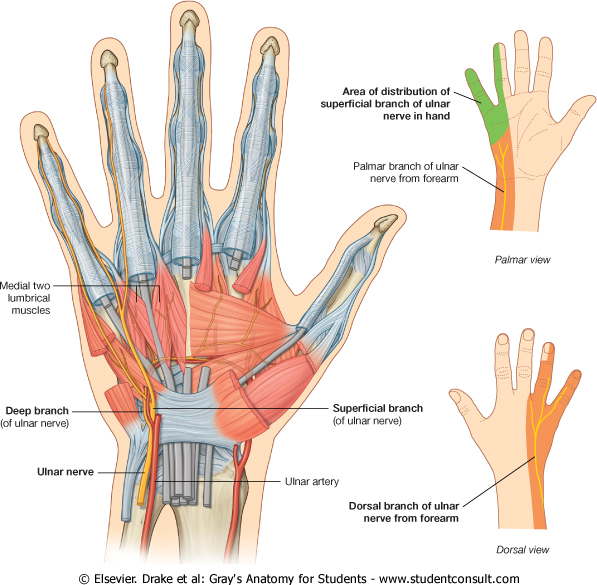 Area of distribution of
superficial branch of ulnar
nerve in hand
Palmar branch of ulnar
nerve from forearm
Palmar view
Medial two
lumbrical
muscles
Deep branch
(of ulnar nerve)
Superficial branch
(of ulnar nerve)
Ulnar nerve
Ulnar artery
Dorsal branch of ulnar
nerve from forearm
Dorsal view
© Elsevier. Drake et al: Gray's Anatomy for Students - www.studentconsult.com